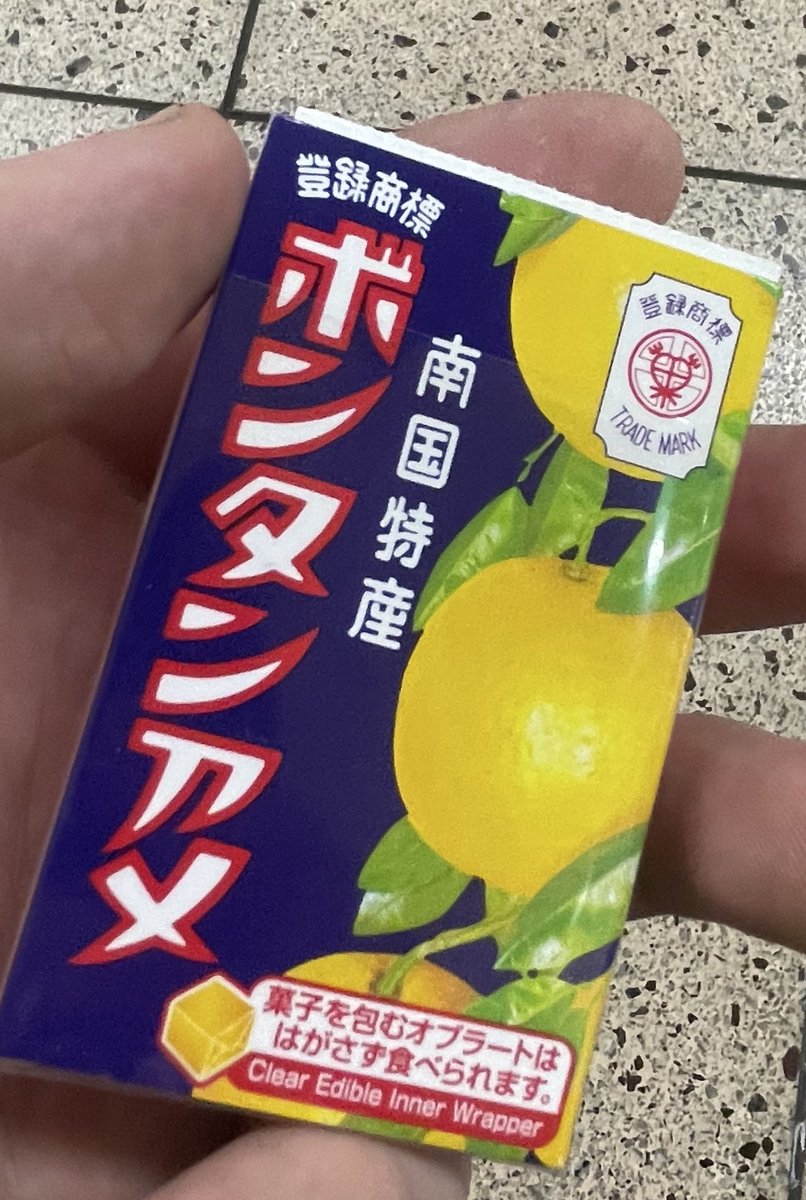 登録商標
ボンタンアメ
南国特産
登録商標
TRADE MARK
菓子を包むオブラートは
はがさず食べられます。
Clear Edible Inner Wrapper